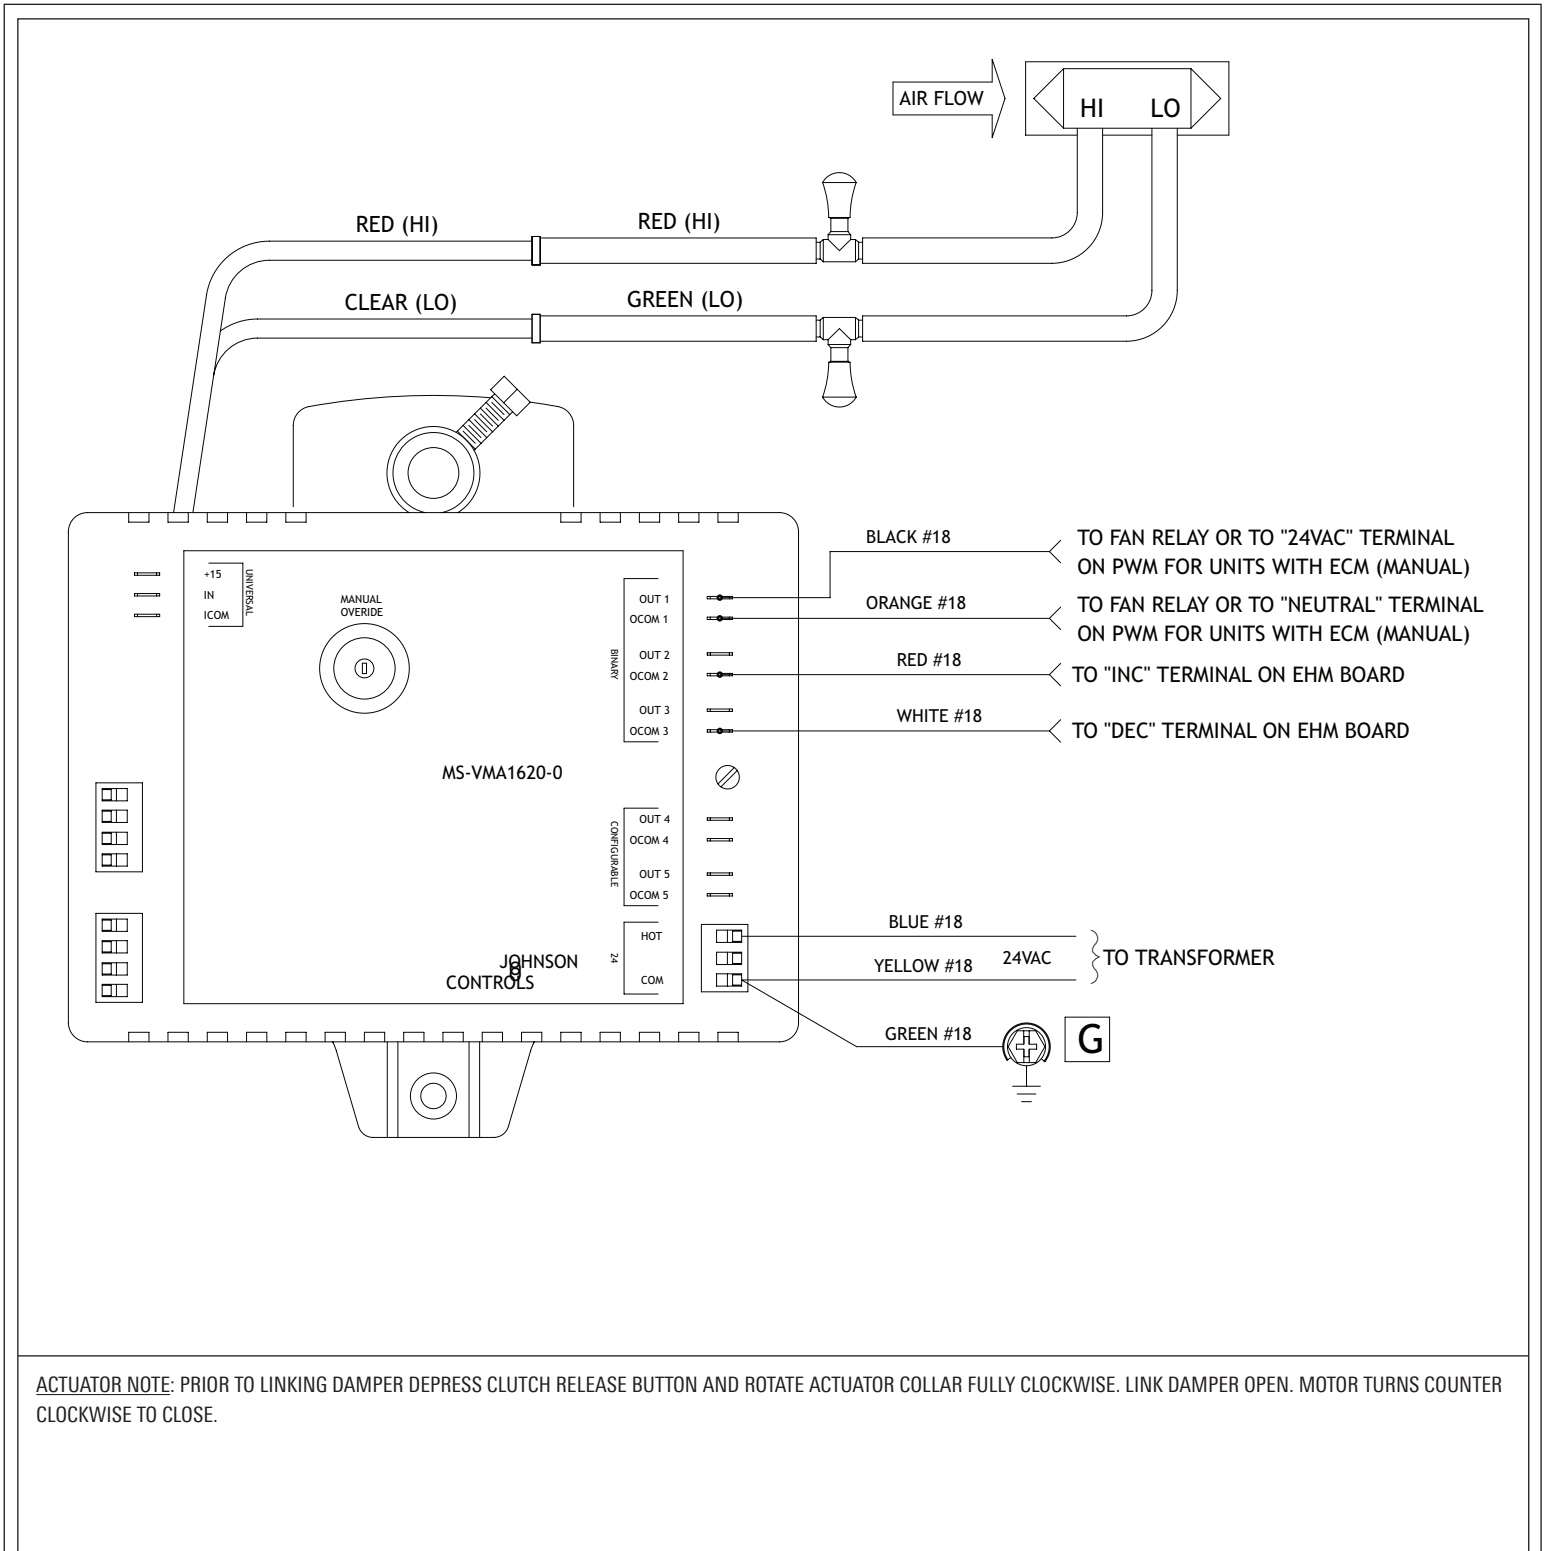 AIR FLOW
HI LO
RED (HI) RED (HI)
CLEAR (LO) GREEN (LO)
+15
IN
ICOM
UNIVERSAL
MANUAL
OVERIDE
OUT 1
OCOM 1
OUT 2
OCOM 2
OUT 3
OCOM 3
BINARY
MS-VMA1620-0
OUT 4
OCOM 4
OUT 5
OCOM 5
CONFIGURABLE
HOT
24
COM
JOHNSON
CONTROLS
BLACK #18
TO FAN RELAY OR TO "24VAC" TERMINAL
ON PWM FOR UNITS WITH ECM (MANUAL)
ORANGE #18
TO FAN RELAY OR TO "NEUTRAL" TERMINAL
ON PWM FOR UNITS WITH ECM (MANUAL)
RED #18
TO "INC" TERMINAL ON EHM BOARD
WHITE #18
TO "DEC" TERMINAL ON EHM BOARD
BLUE #18
YELLOW #18
24VAC
TO TRANSFORMER
GREEN #18
G
ACTUATOR NOTE: PRIOR TO LINKING DAMPER DEPRESS CLUTCH RELEASE BUTTON AND ROTATE ACTUATOR COLLAR FULLY CLOCKWISE. LINK DAMPER OPEN. MOTOR TURNS COUNTER
CLOCKWISE TO CLOSE.